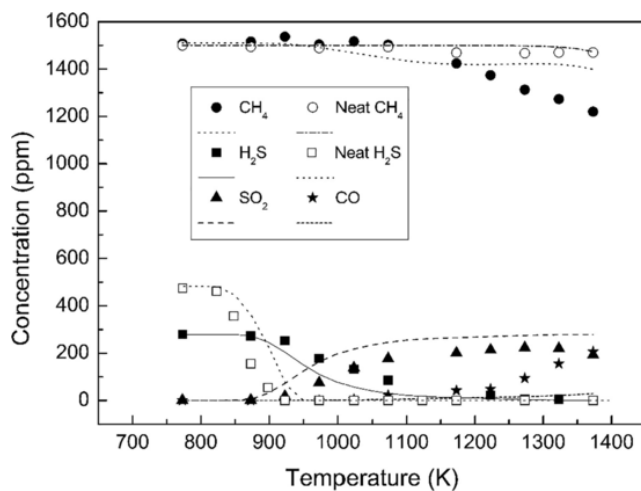 1600
1400
1200
1000
800
600
400
200
0
Concentration (ppm)
CH₄ Neat CH₄
H₂S Neat H₂S
SO₂ CO
700 800 900 1000 1100 1200 1300 1400
Temperature (K)